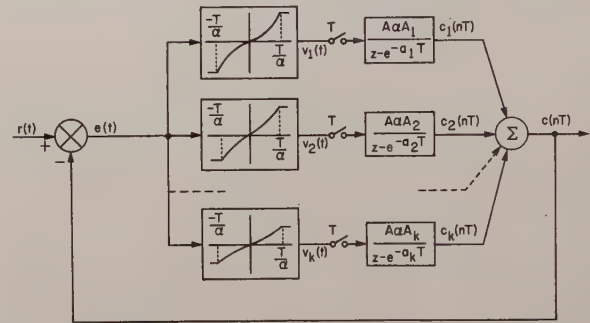 -T/α
T/α
v₁(t)
T
AαA₁
z-e^-a₁T
c₁(nT)
r(t)
+
-
e(t)
-T/α
T/α
v₂(t)
T
AαA₂
z-e^-a₂T
c₂(nT)
Σ
c(nT)
-T/α
T/α
vₖ(t)
T
AαAₖ
z-e^-aₖT
cₖ(nT)